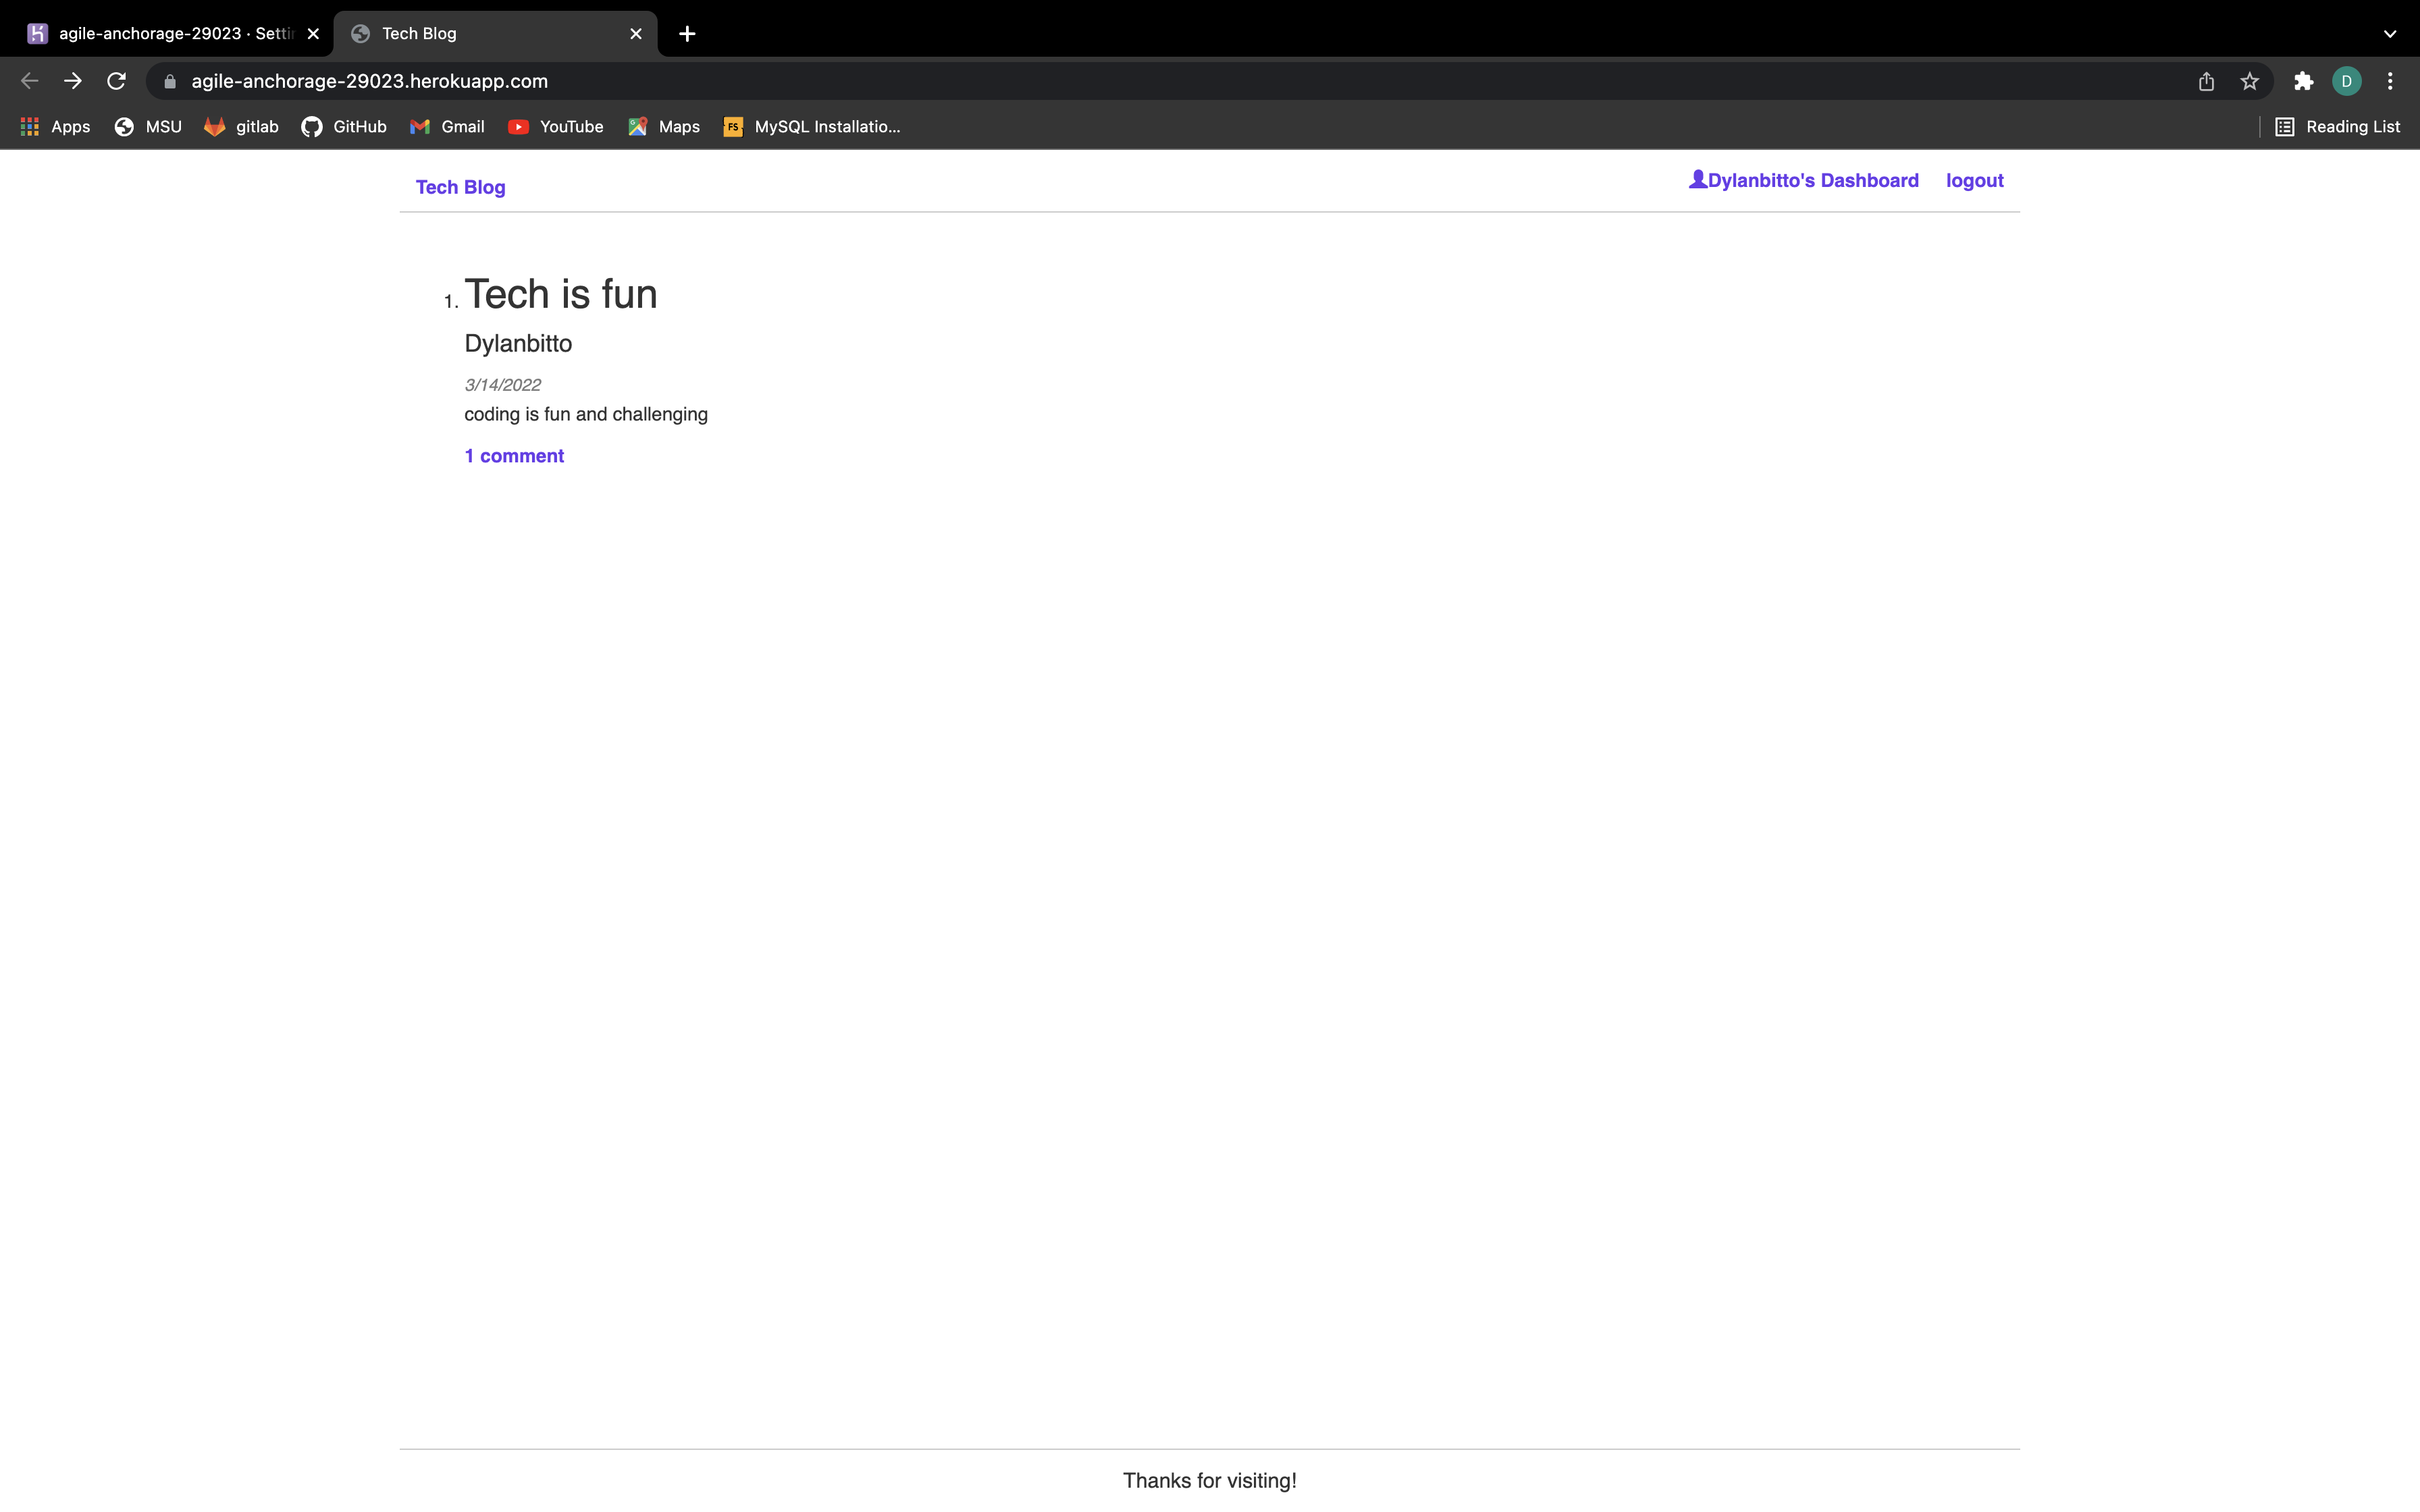 agile-anchorage-29023 · Settin
Tech Blog
agile-anchorage-29023.herokuapp.com
D
Apps
MSU
gitlab
GitHub
Gmail
YouTube
Maps
FS
MySQL Installatio...
Reading List
Tech Blog
Dylanbitto's Dashboard
logout
1. Tech is fun
Dylanbitto
3/14/2022
coding is fun and challenging
1 comment
Thanks for visiting!